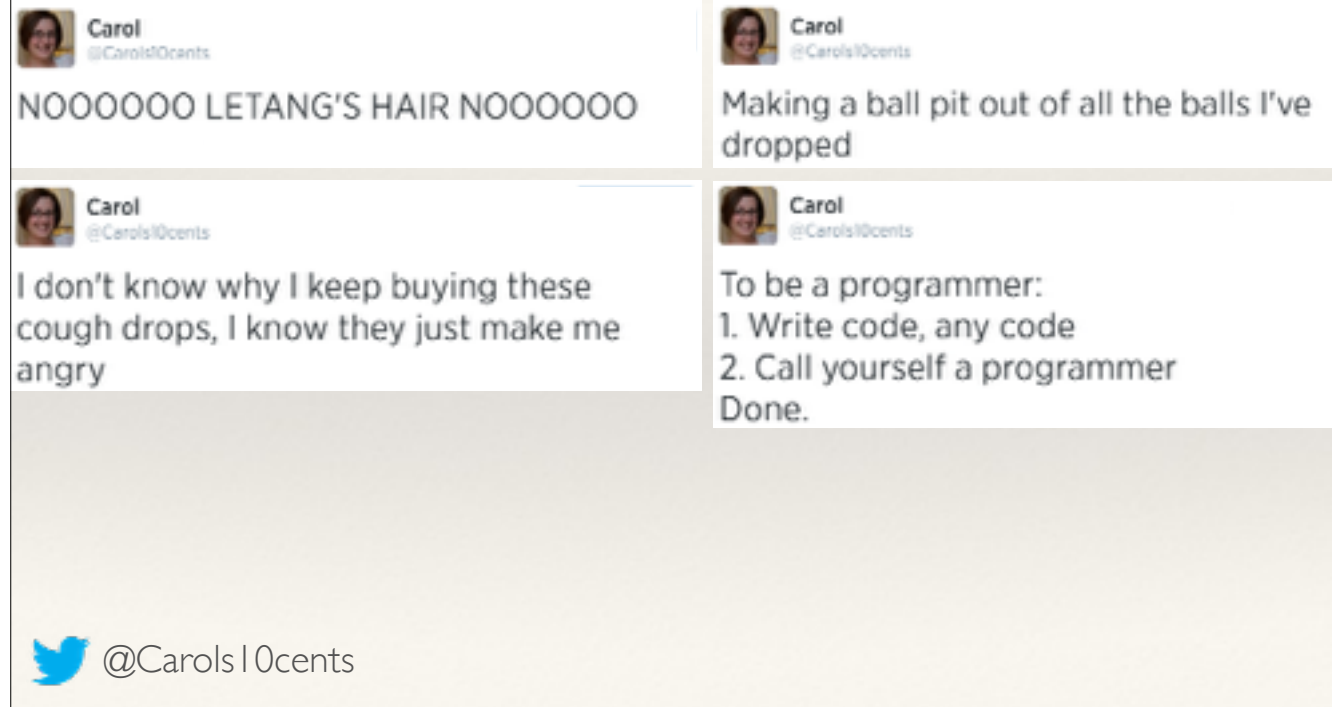 Carol
@Carols10cents
NOOOOOO LETANG'S HAIR NOOOOOO
Carol
@Carols10cents
Making a ball pit out of all the balls I've
dropped
Carol
@Carols10cents
I don't know why I keep buying these
cough drops, I know they just make me
angry
Carol
@Carols10cents
To be a programmer:
1. Write code, any code
2. Call yourself a programmer
Done.
@Carols10cents